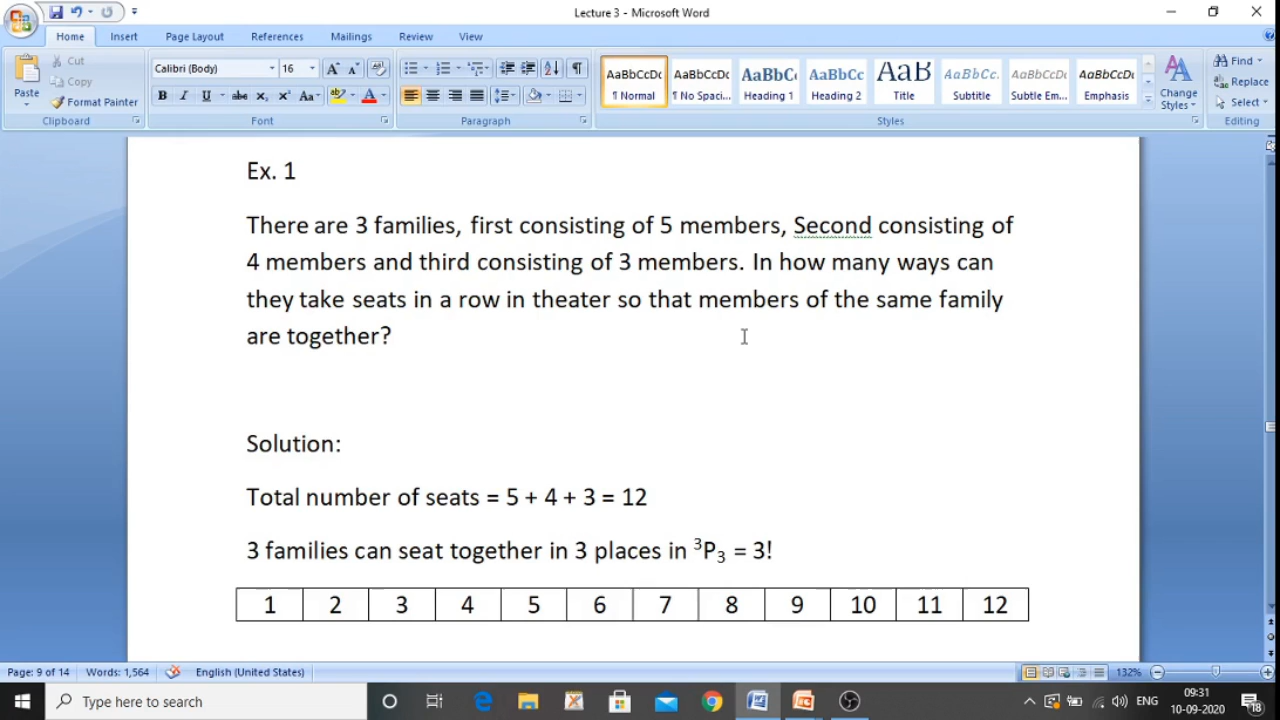 Lecture 3 - Microsoft Word
Home Insert Page Layout References Mailings Review View
Paste
Cut
Copy
Format Painter
Clipboard
Calibri (Body) 16
B I U abc x₂ x² Aa
Font
Paragraph
AaBbCcDc AaBbCcDc AaBbC AaBbCc AaB AaBbCc. AaBbCcDc AaBbCcDc
¶ Normal ¶ No Spaci... Heading 1 Heading 2 Title Subtitle Subtle Em... Emphasis
Change Styles
Styles
Find
Replace
Select
Editing
Ex. 1
There are 3 families, first consisting of 5 members, Second consisting of
4 members and third consisting of 3 members. In how many ways can
they take seats in a row in theater so that members of the same family
are together?
Solution:
Total number of seats = 5 + 4 + 3 = 12
3 families can seat together in 3 places in ³P₃ = 3!
1 2 3 4 5 6 7 8 9 10 11 12
Page: 9 of 14 Words: 1,564 English (United States) 132%
Type here to search
ENG
09:31
10-09-2020
18